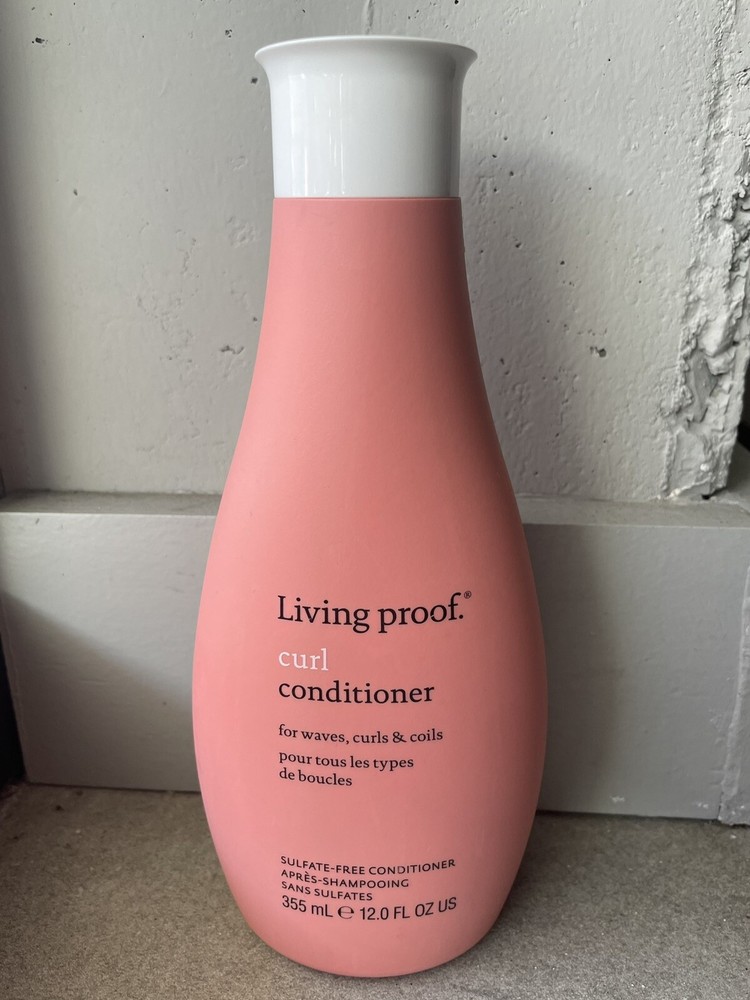 Living proof.®
curl
conditioner
for waves, curls & coils
pour tous les types
de boucles
SULFATE-FREE CONDITIONER
APRÈS-SHAMPOOING
SANS SULFATES
355 mL ℮ 12.0 FL OZ US